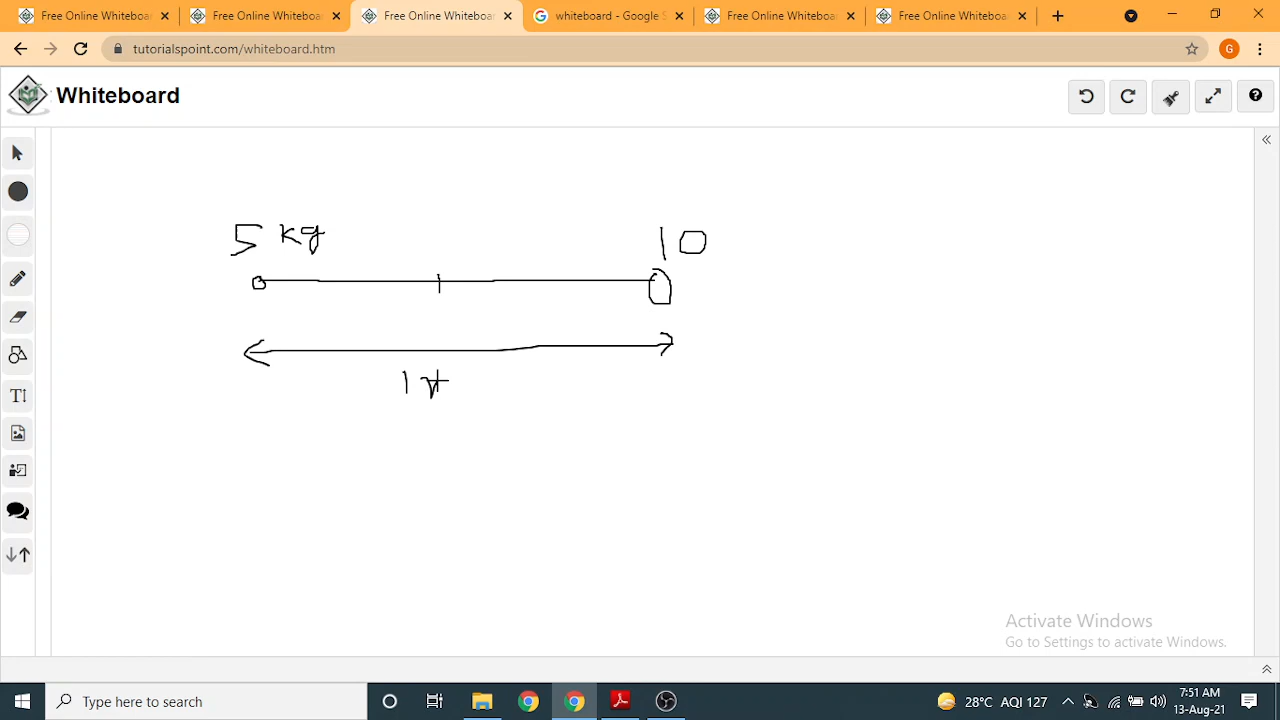 Free Online Whiteboa
Free Online Whiteboa
Free Online Whiteboa
whiteboard - Google S
Free Online Whiteboa
Free Online Whiteboa
tutorialspoint.com/whiteboard.htm
G
Whiteboard
5 kg
10
1
Activate Windows
Go to Settings to activate Windows.
Type here to search
28°C AQI 127
7:51 AM
13-Aug-21